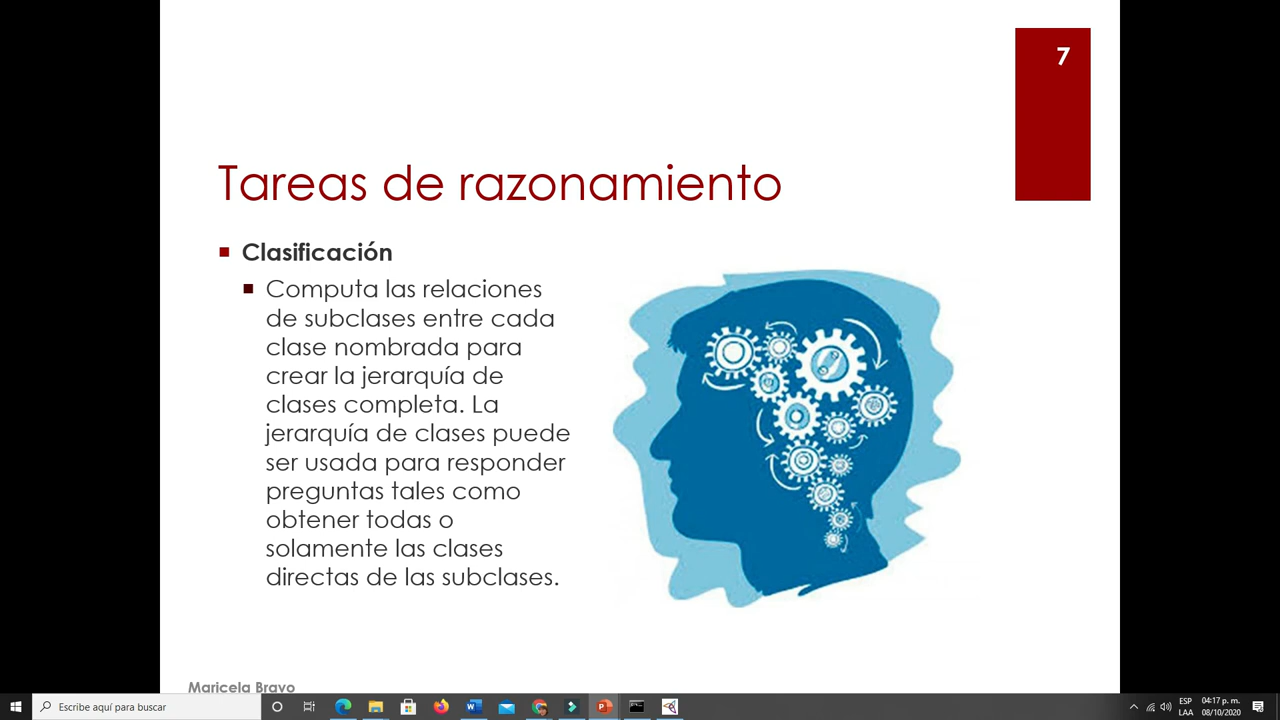 7
Tareas de razonamiento
Clasificación
Computa las relaciones
de subclases entre cada
clase nombrada para
crear la jerarquía de
clases completa. La
jerarquía de clases puede
ser usada para responder
preguntas tales como
obtener todas o
solamente las clases
directas de las subclases.
Maricela Bravo
Escribe aquí para buscar
ESP
LAA
04:17 p. m.
08/10/2020